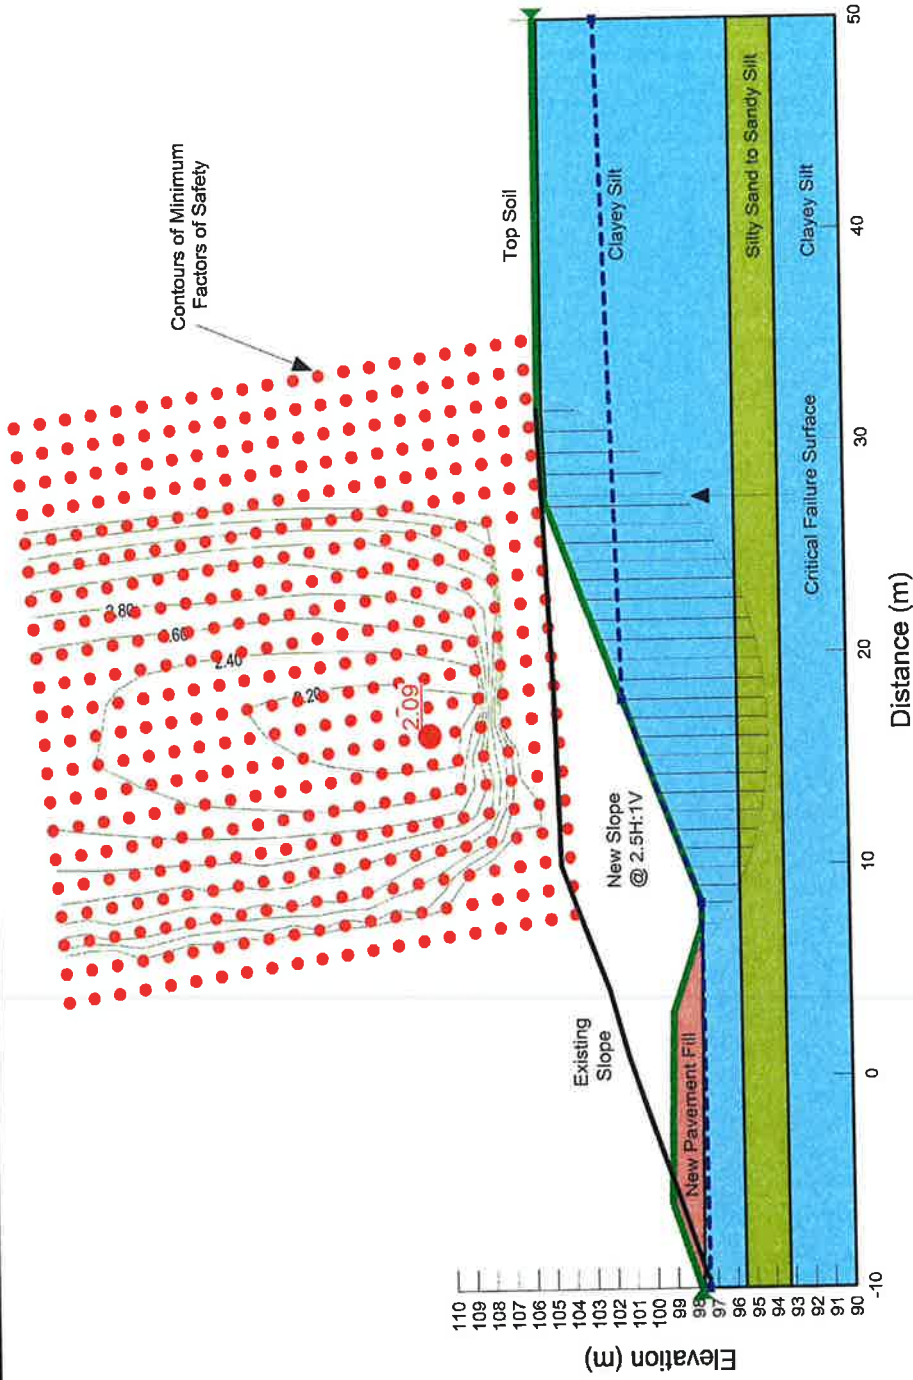 Contours of Minimum
Factors of Safety
2.80
2.60
2.40
2.20
2.09
Top Soil
Existing
Slope
New Slope
@ 2.5H:1V
New Pavement Fill
Clayey Silt
Silty Sand to Sandy Silt
Clayey Silt
Critical Failure Surface
Elevation (m)
110
109
108
107
106
105
104
103
102
101
100
99
98
97
96
95
94
93
92
91
90
-10
0
10
20
30
40
50
Distance (m)